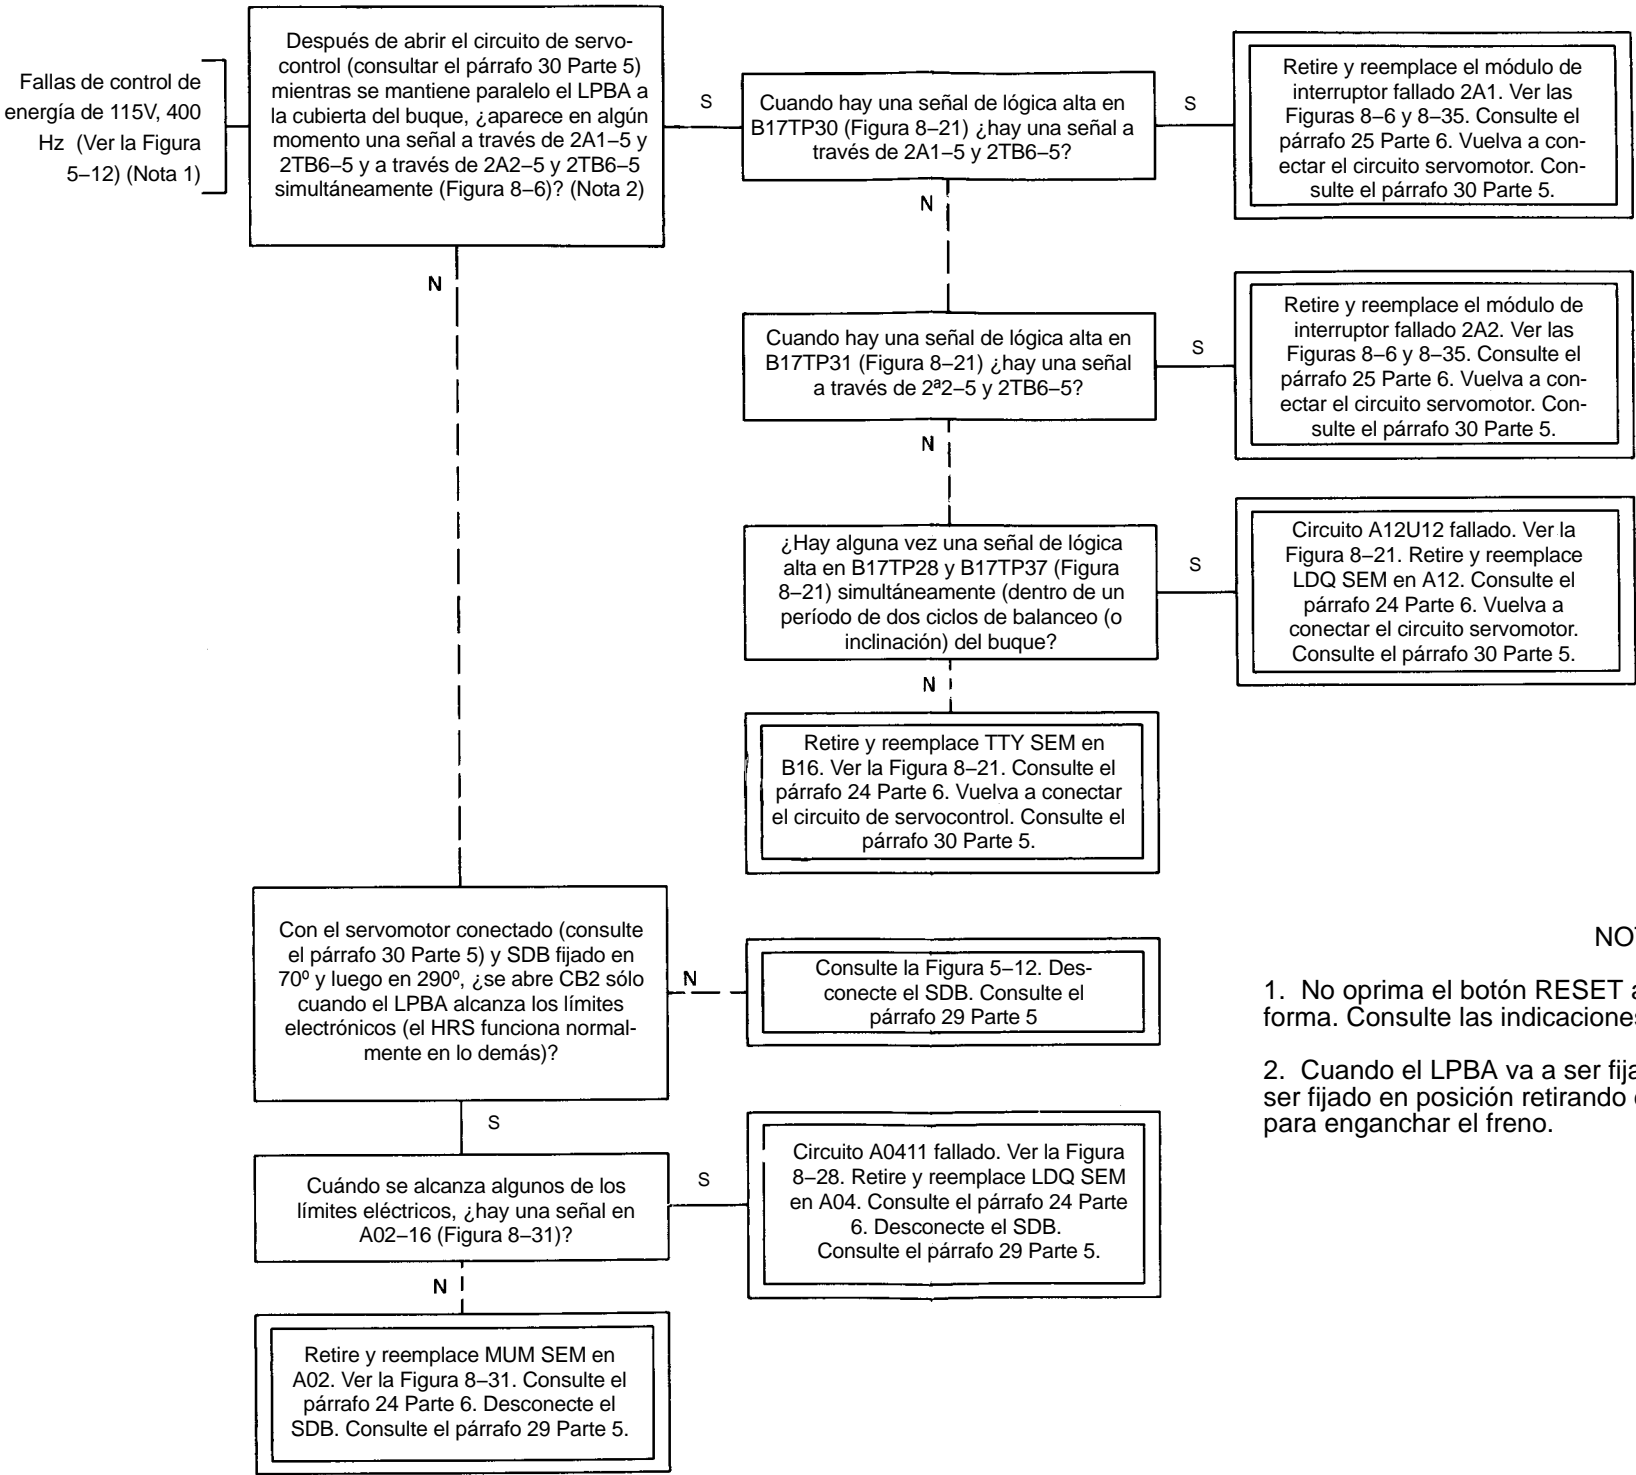 Fallas de control de
energía de 115V, 400
Hz (Ver la Figura
5–12) (Nota 1)
Después de abrir el circuito de servo-
control (consultar el párrafo 30 Parte 5)
mientras se mantiene paralelo el LPBA a
la cubierta del buque, ¿aparece en algún
momento una señal a través de 2A1–5 y
2TB6–5 y a través de 2A2–5 y 2TB6–5
simultáneamente (Figura 8–6)? (Nota 2)
S
Cuando hay una señal de lógica alta en
B17TP30 (Figura 8–21) ¿hay una señal a
través de 2A1–5 y 2TB6–5?
S
Retire y reemplace el módulo de
interruptor fallado 2A1. Ver las
Figuras 8–6 y 8–35. Consulte el
párrafo 25 Parte 6. Vuelva a con-
ectar el circuito servomotor. Con-
sulte el párrafo 30 Parte 5.
N
N
Cuando hay una señal de lógica alta en
B17TP31 (Figura 8–21) ¿hay una señal
a través de 2ª2–5 y 2TB6–5?
S
Retire y reemplace el módulo de
interruptor fallado 2A2. Ver las
Figuras 8–6 y 8–35. Consulte el
párrafo 25 Parte 6. Vuelva a con-
ectar el circuito servomotor. Con-
sulte el párrafo 30 Parte 5.
N
¿Hay alguna vez una señal de lógica
alta en B17TP28 y B17TP37 (Figura
8–21) simultáneamente (dentro de un
período de dos ciclos de balanceo (o
inclinación) del buque?
S
Circuito A12U12 fallado. Ver la
Figura 8–21. Retire y reemplace
LDQ SEM en A12. Consulte el
párrafo 24 Parte 6. Vuelva a
conectar el circuito servomotor.
Consulte el párrafo 30 Parte 5.
N
Retire y reemplace TTY SEM en
B16. Ver la Figura 8–21. Consulte el
párrafo 24 Parte 6. Vuelva a conectar
el circuito de servocontrol. Consulte el
párrafo 30 Parte 5.
Con el servomotor conectado (consulte
el párrafo 30 Parte 5) y SDB fijado en
70º y luego en 290º, ¿se abre CB2 sólo
cuando el LPBA alcanza los límites
electrónicos (el HRS funciona normal-
mente en lo demás)?
N
Consulte la Figura 5–12. Des-
conecte el SDB. Consulte el
párrafo 29 Parte 5
S
Cuándo se alcanza algunos de los
límites eléctricos, ¿hay una señal en
A02–16 (Figura 8–31)?
S
Circuito A0411 fallado. Ver la Figura
8–28. Retire y reemplace LDQ SEM
en A04. Consulte el párrafo 24 Parte
6. Desconecte el SDB.
Consulte el párrafo 29 Parte 5.
N
Retire y reemplace MUM SEM en
A02. Ver la Figura 8–31. Consulte el
párrafo 24 Parte 6. Desconecte el
SDB. Consulte el párrafo 29 Parte 5.
1. No oprima el botón RESET a
forma. Consulte las indicaciones
2. Cuando el LPBA va a ser
ser fijado en posición retirando
para enganchar el freno.